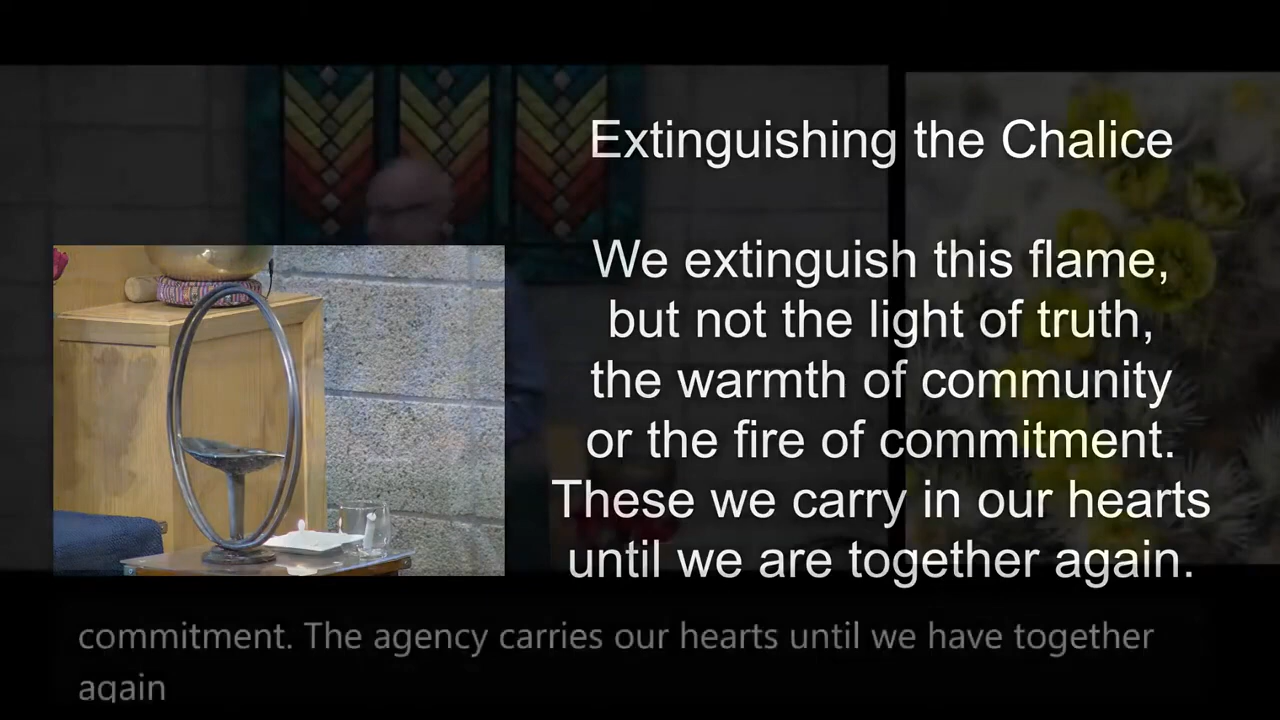 Extinguishing the Chalice
We extinguish this flame,
but not the light of truth,
the warmth of community
or the fire of commitment.
These we carry in our hearts
until we are together again.
commitment. The agency carries our hearts until we have together
again